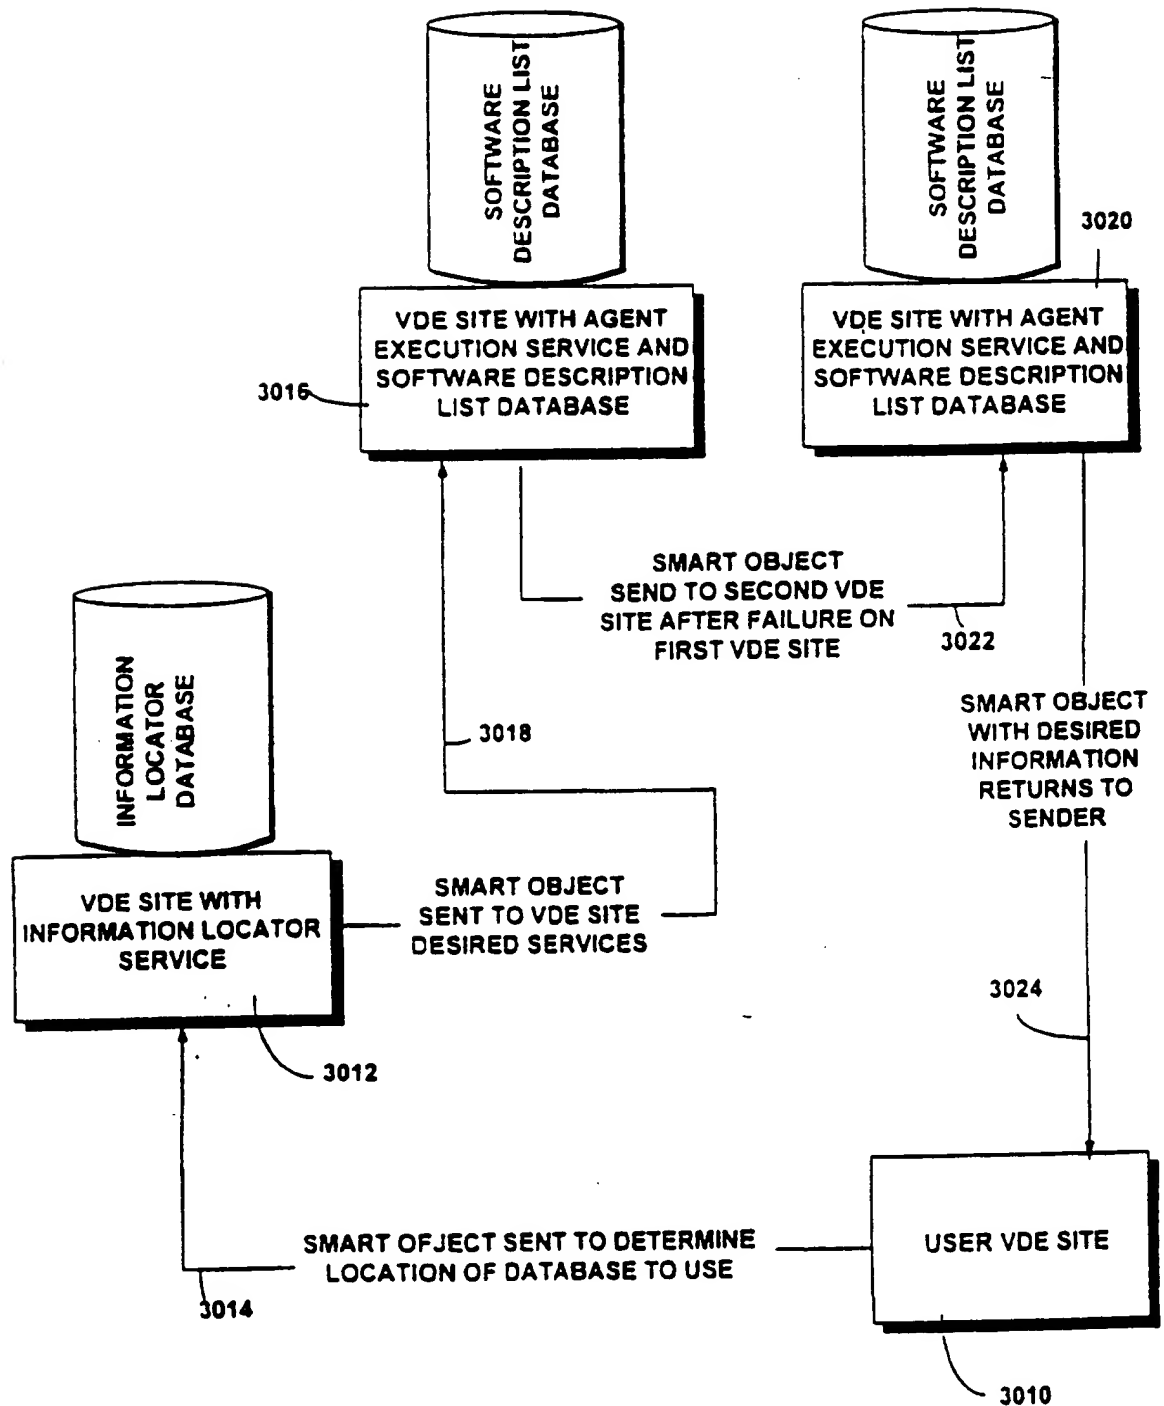 SOFTWARE
DESCRIPTION LIST
DATABASE
SOFTWARE
DESCRIPTION LIST
DATABASE
3020
VDE SITE WITH AGENT
EXECUTION SERVICE AND
SOFTWARE DESCRIPTION
LIST DATABASE
3016
VDE SITE WITH AGENT
EXECUTION SERVICE AND
SOFTWARE DESCRIPTION
LIST DATABASE
SMART OBJECT
SEND TO SECOND VDE
SITE AFTER FAILURE ON
FIRST VDE SITE
3022
INFORMATION
LOCATOR
DATABASE
3018
SMART OBJECT
WITH DESIRED
INFORMATION
RETURNS TO
SENDER
VDE SITE WITH
INFORMATION LOCATOR
SERVICE
SMART OBJECT
SENT TO VDE SITE
DESIRED SERVICES
3024
3012
SMART OFJECT SENT TO DETERMINE
LOCATION OF DATABASE TO USE
3014
USER VDE SITE
3010